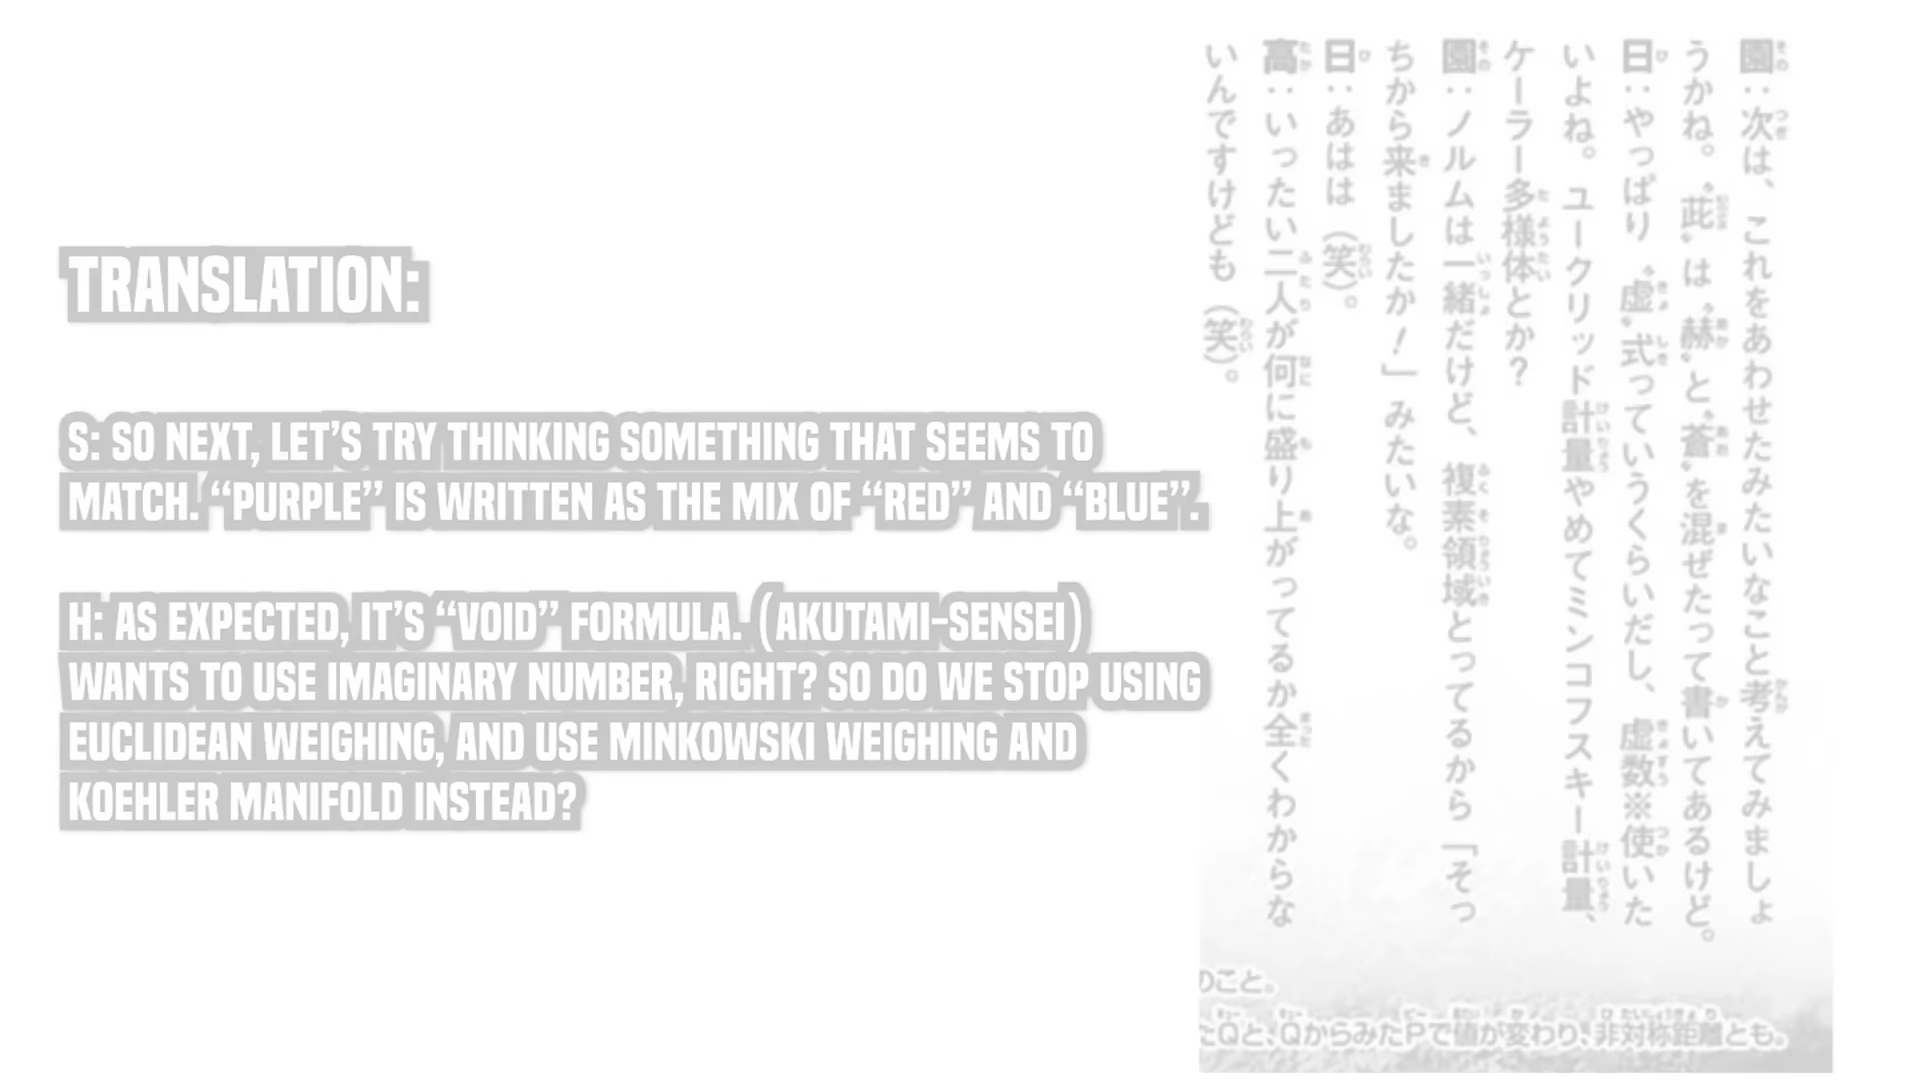 TRANSLATION:
S: SO NEXT, LET'S TRY THINKING SOMETHING THAT SEEMS TO
MATCH. “PURPLE” IS WRITTEN AS THE MIX OF “RED” AND “BLUE”.
H: AS EXPECTED, IT'S “VOID” FORMULA. (AKUTAMI-SENSEI)
WANTS TO USE IMAGINARY NUMBER, RIGHT? SO DO WE STOP USING
EUCLIDEAN WEIGHING, AND USE MINKOWSKI WEIGHING AND
KOEHLER MANIFOLD INSTEAD?
園：次は、これをあわせたみたいなこと考えてみましょ
うかね。〝茈〟は〝赫〟と〝蒼〟を混ぜたって書いてあるけど。
日：やっぱり〝虚〟式っていうくらいだし、虚数※使いた
いよね。ユークリッド計量やめてミンコフスキー計量、
ケーラー多様体とか？
園：ノルムは一緒だけど、複素領域とってるから「そっ
ちから来ましたか！」みたいな。
日：あはは（笑）。
高：いったい二人が何に盛り上がってるか全くわからな
いんですけども（笑）。
のこと。
たQと、QからみたPで値が変わり、非対称距離とも。